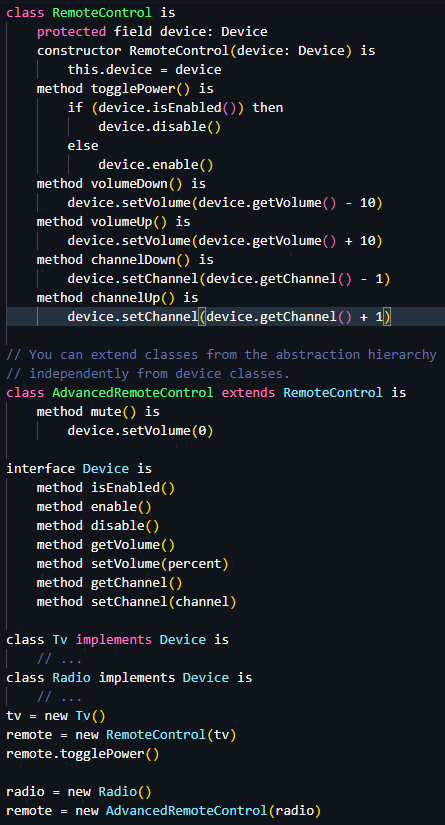 class RemoteControl is
    protected field device: Device
    constructor RemoteControl(device: Device) is
        this.device = device
    method togglePower() is
        if (device.isEnabled()) then
            device.disable()
        else
            device.enable()
    method volumeDown() is
        device.setVolume(device.getVolume() - 10)
    method volumeUp() is
        device.setVolume(device.getVolume() + 10)
    method channelDown() is
        device.setChannel(device.getChannel() - 1)
    method channelUp() is
        device.setChannel(device.getChannel() + 1)

// You can extend classes from the abstraction hierarchy
// independently from device classes.
class AdvancedRemoteControl extends RemoteControl is
    method mute() is
        device.setVolume(0)

interface Device is
    method isEnabled()
    method enable()
    method disable()
    method getVolume()
    method setVolume(percent)
    method getChannel()
    method setChannel(channel)

class Tv implements Device is
    // ...
class Radio implements Device is
    // ...
tv = new Tv()
remote = new RemoteControl(tv)
remote.togglePower()

radio = new Radio()
remote = new AdvancedRemoteControl(radio)